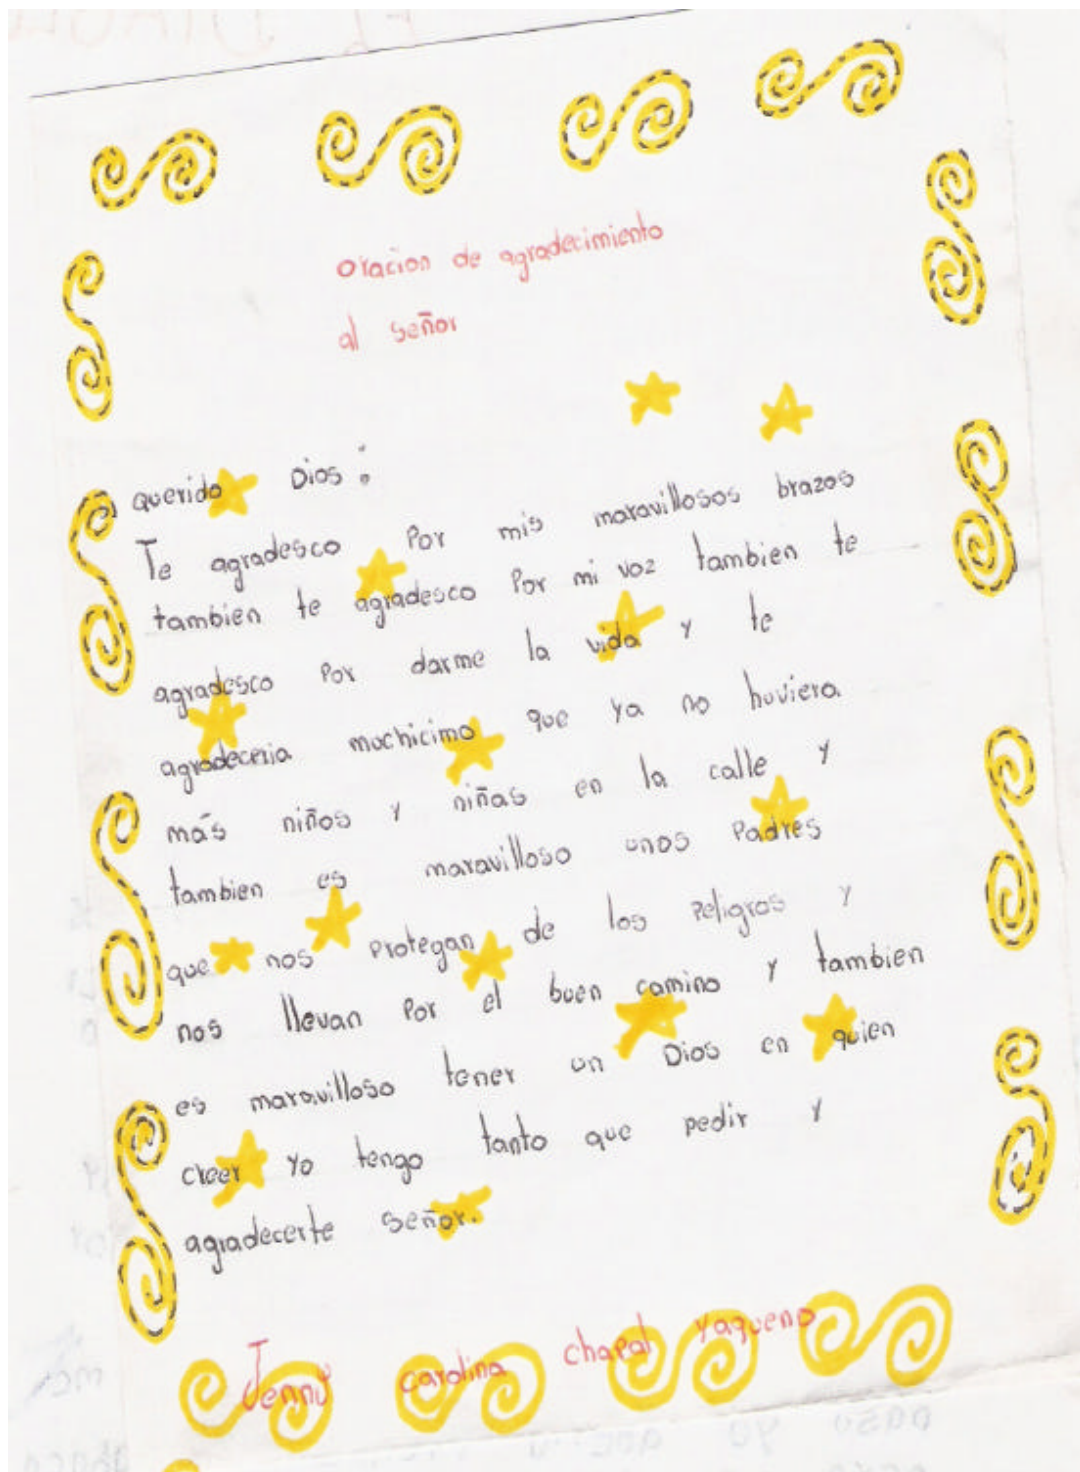 oracion de agradecimiento
al señor
querido Dios :
Te agradesco Por mis maravillosos brazos
tambien te agradesco Por mi voz tambien te
agradesco Por darme la vida y te
agradeceria muchicimo que ya no huviera
más niños y niñas en la calle y
tambien es maravilloso unos Padres
que nos protegan de los peligros y
nos llevan Por el buen camino y tambien
es maravilloso tener un Dios en quien
creer yo tengo tanto que pedir y
agradecerte señor.
Jenny carolina chapal yaqueno